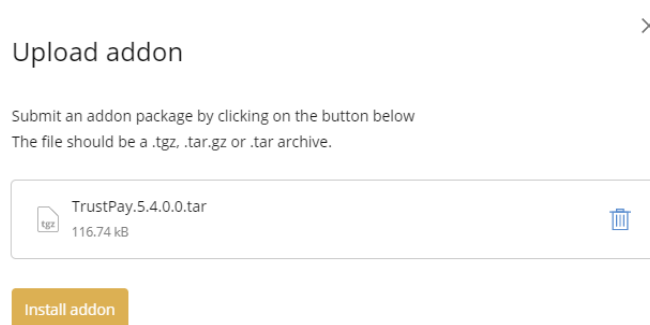 Upload addon
Submit an addon package by clicking on the button below
The file should be a .tgz, .tar.gz or .tar archive.
TrustPay.5.4.0.0.tar
tgz
116.74 kB
Install addon